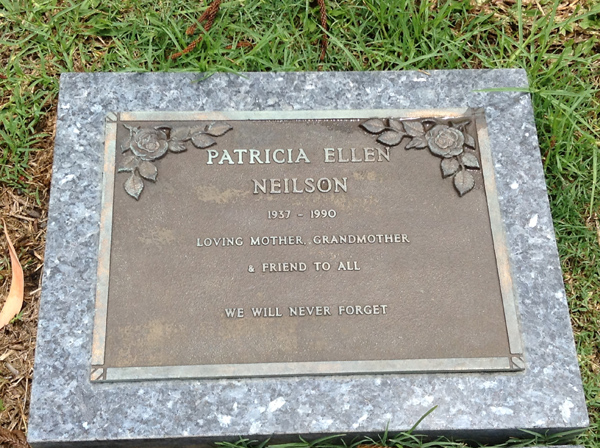 PATRICIA ELLEN
NEILSON
1937 - 1990
LOVING MOTHER, GRANDMOTHER
& FRIEND TO ALL
WE WILL NEVER FORGET